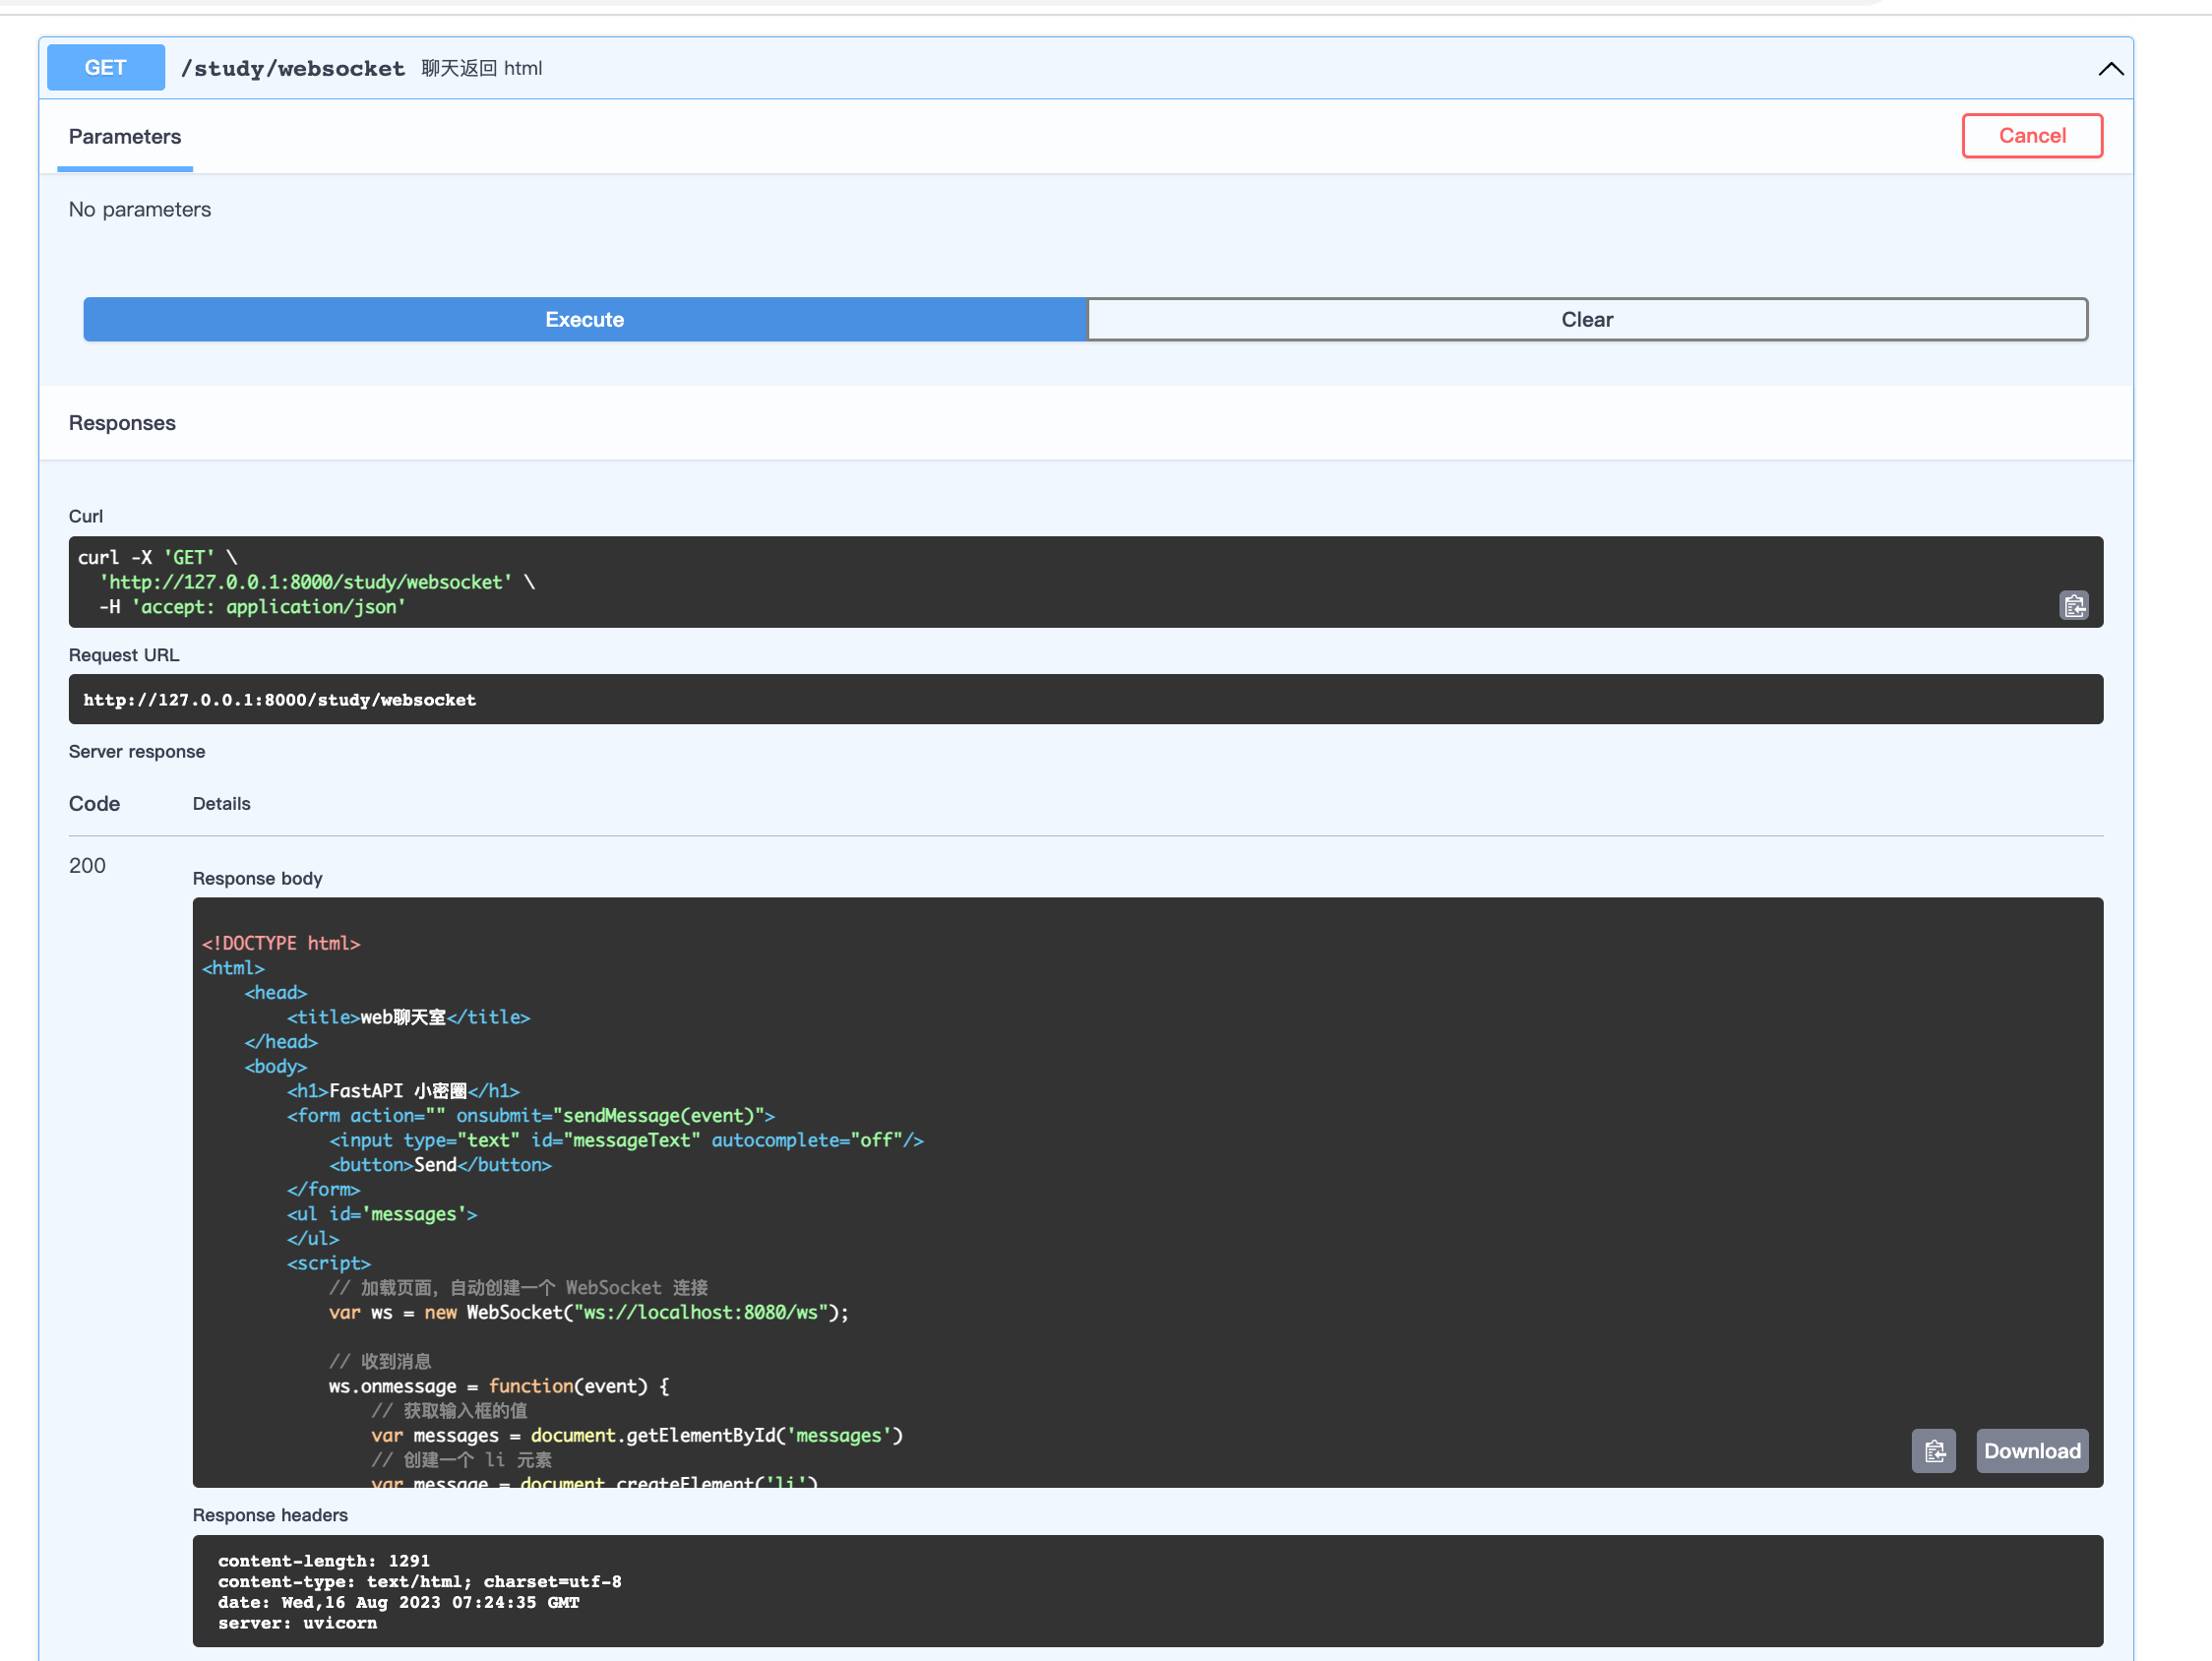 GET /study/websocket 聊天返回 html
Parameters
Cancel
No parameters
Execute
Clear
Responses
Curl
curl -X 'GET' \
  'http://127.0.0.1:8000/study/websocket' \
  -H 'accept: application/json'
Request URL
http://127.0.0.1:8000/study/websocket
Server response
Code Details
200
Response body
<!DOCTYPE html>
<html>
    <head>
        <title>web聊天室</title>
    </head>
    <body>
        <h1>FastAPI 小密圈</h1>
        <form action="" onsubmit="sendMessage(event)">
            <input type="text" id="messageText" autocomplete="off"/>
            <button>Send</button>
        </form>
        <ul id='messages'>
        </ul>
        <script>
            // 加载页面，自动创建一个 WebSocket 连接
            var ws = new WebSocket("ws://localhost:8080/ws");
            // 收到消息
            ws.onmessage = function(event) {
                // 获取输入框的值
                var messages = document.getElementById('messages')
                // 创建一个 li 元素
                var message = document.createElement('li')
Download
Response headers
content-length: 1291
content-type: text/html; charset=utf-8
date: Wed,16 Aug 2023 07:24:35 GMT
server: uvicorn